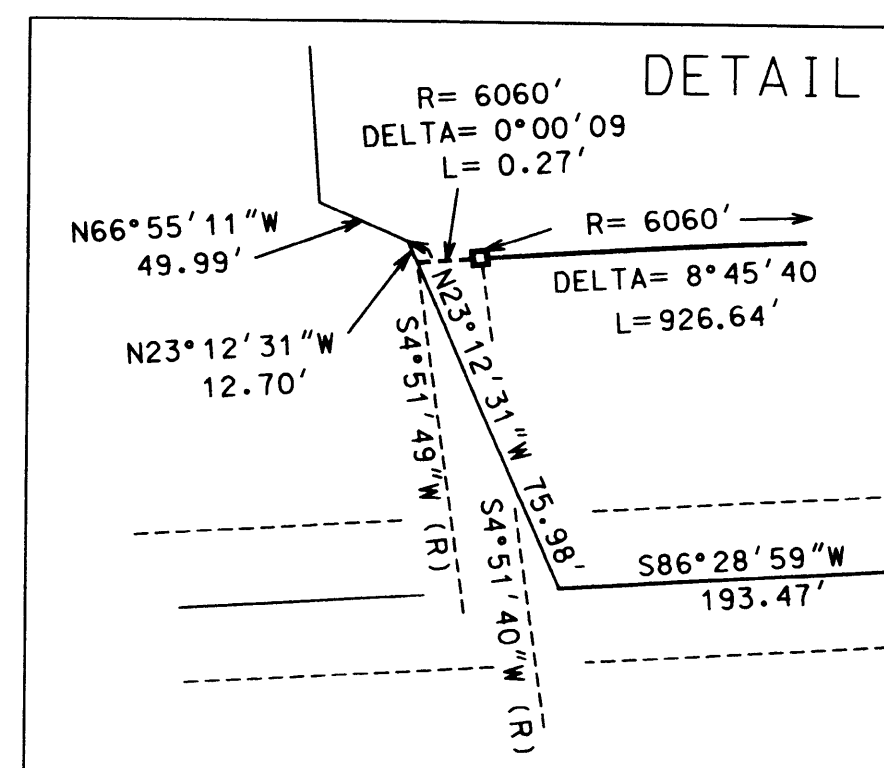 DETAIL
R= 6060'
DELTA= 0°00'09
L= 0.27'
N66°55'11"W
49.99'
R= 6060'
DELTA= 8°45'40
L=926.64'
N23°12'31"W
12.70'
N23°12'31"W 75.98'
S4°51'49"W (R)
S4°51'40"W (R)
S86°28'59"W
193.47'